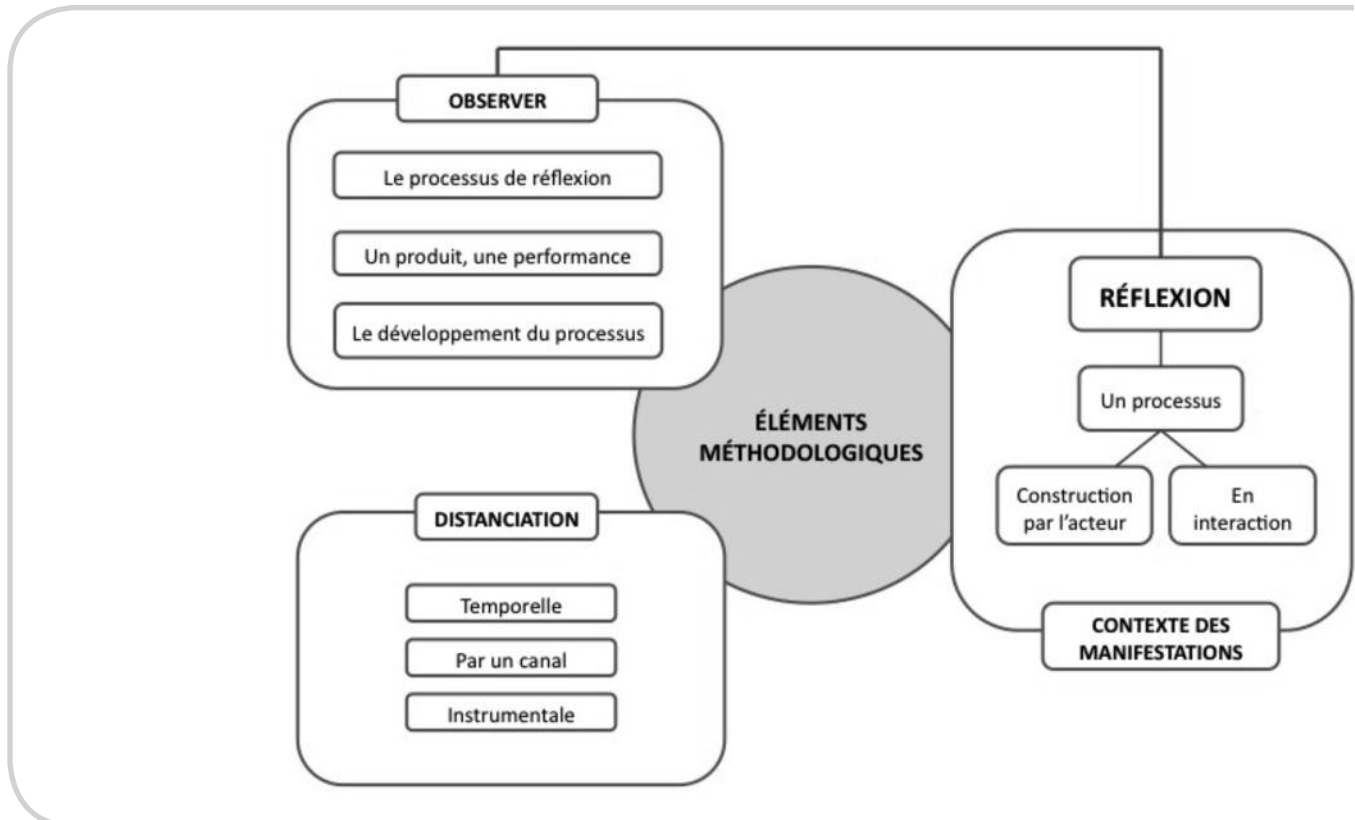 OBSERVER
Le processus de réflexion
Un produit, une performance
Le développement du processus
ÉLÉMENTS
MÉTHODOLOGIQUES
DISTANCIATION
Temporelle
Par un canal
Instrumentale
RÉFLEXION
Un processus
Construction
par l'acteur
En
interaction
CONTEXTE DES
MANIFESTATIONS